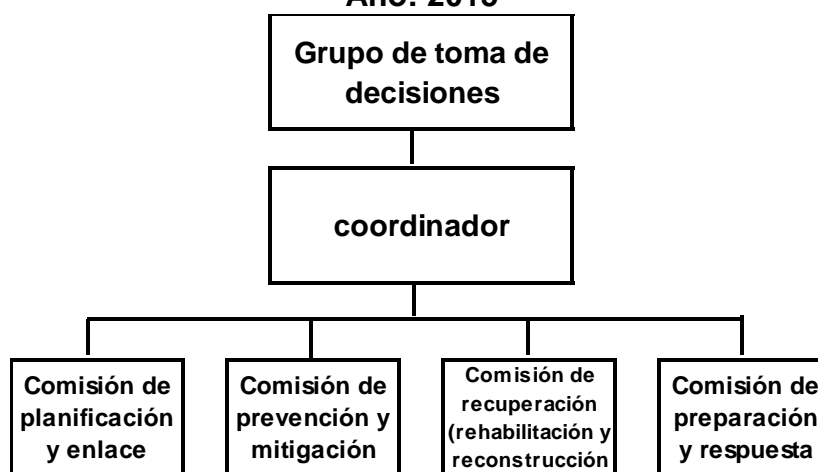 Grupo de toma de
decisiones
coordinador
Comisión de
planificación
y enlace
Comisión de
prevención y
mitigación
Comisión de
recuperación
(rehabilitación y
reconstrucción
Comisión de
preparación
y respuesta